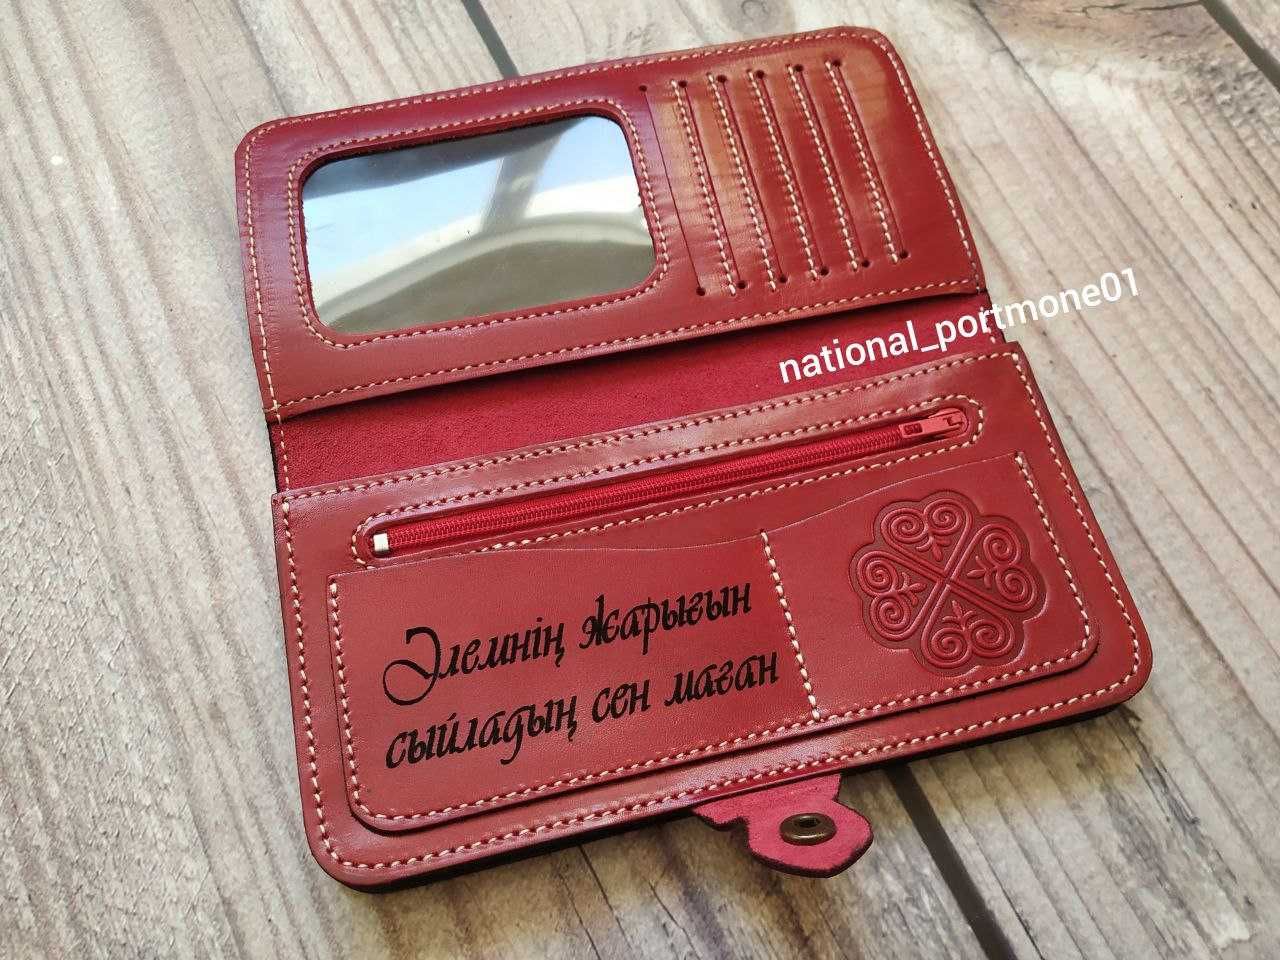 national_portmone01
Әлемнің жарығын
сыйладың сен маған